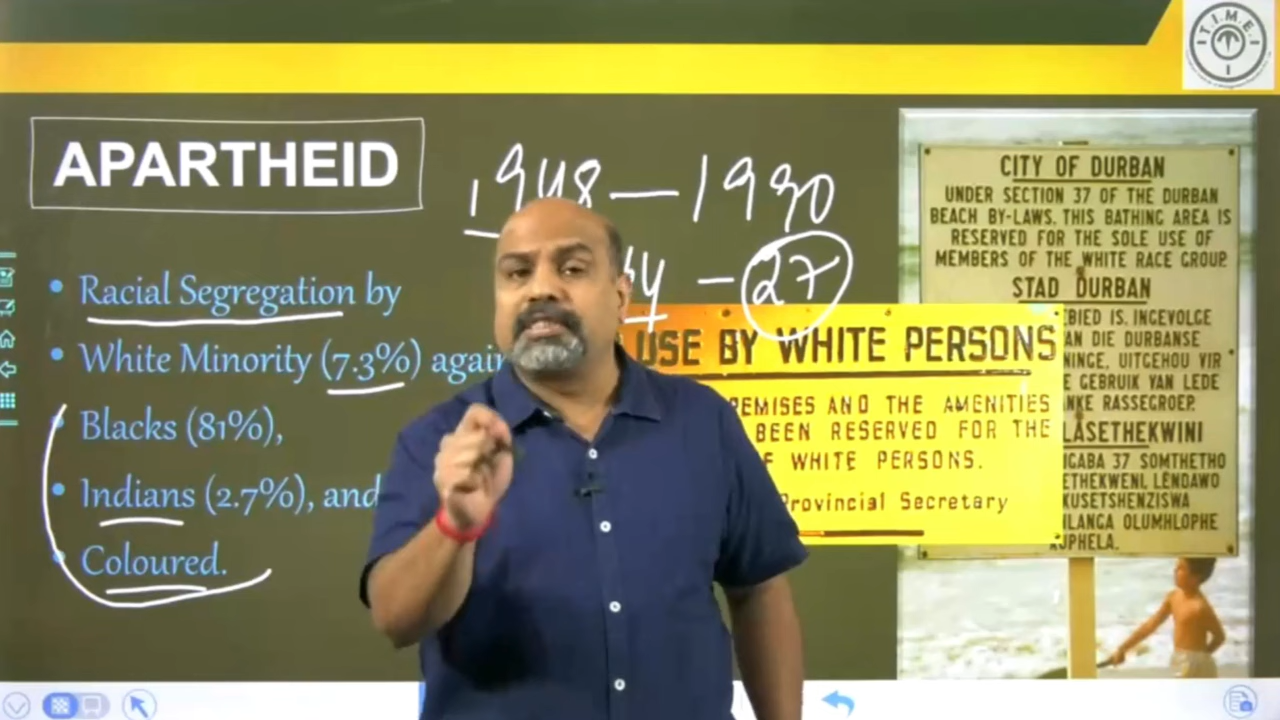 T.I.M.E.
APARTHEID
1948 — 1990
4 — 27
• Racial Segregation by
• White Minority (7.3%) again
• Blacks (81%),
• Indians (2.7%), and
• Coloured.
USE BY WHITE PERSONS
REMISES AND THE AMENITIES
BEEN RESERVED FOR THE
F WHITE PERSONS.
Provincial Secretary
CITY OF DURBAN
UNDER SECTION 37 OF THE DURBAN
BEACH BY-LAWS. THIS BATHING AREA IS
RESERVED FOR THE SOLE USE OF
MEMBERS OF THE WHITE RACE GROUP.
STAD DURBAN
EBIED IS. INGEVOLGE
AN DIE DURBANSE
NINGE, UITGEHOU VIR
E GEBRUIK VAN LEDE
NKE RASSEGROEP.
LASETHEKWINI
IGABA 37 SOMTHETHO
ETHEKWENI, LENDAWO
KUSETSHENZISWA
ILANGA OLUMHLOPHE
KUPHELA.